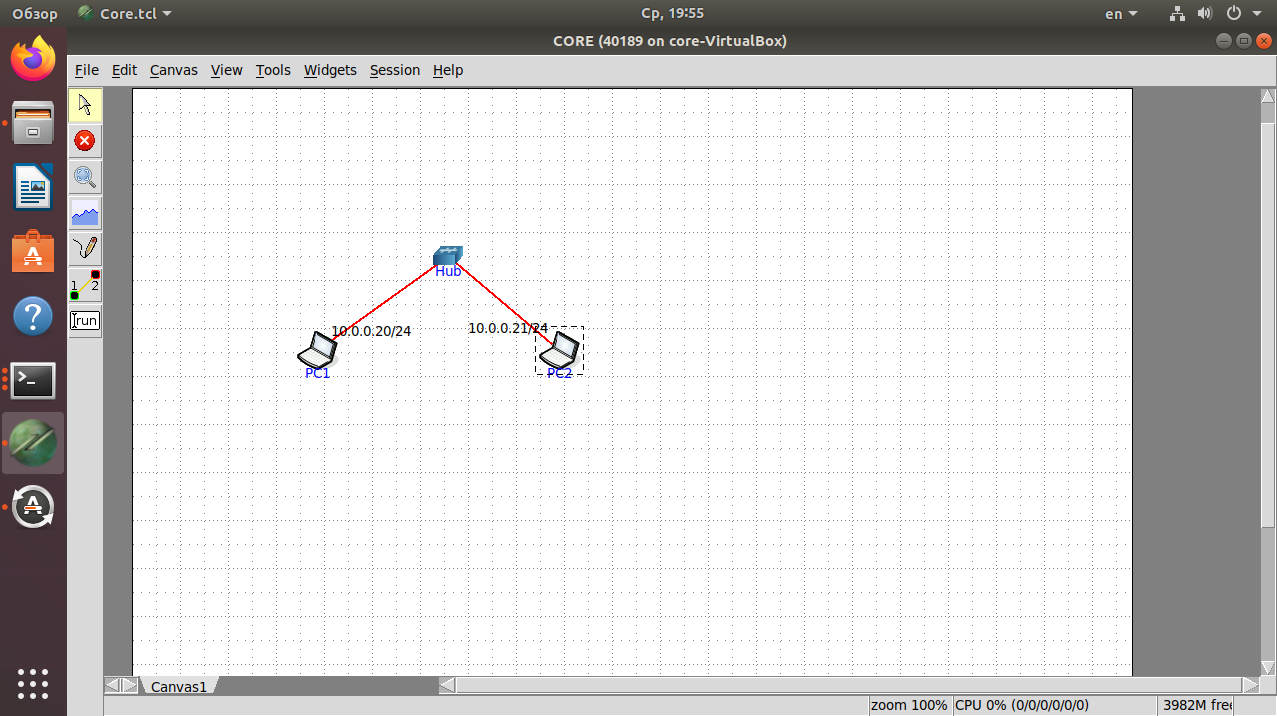 Обзор Core.tcl Ср, 19:55 en
CORE (40189 on core-VirtualBox)
File Edit Canvas View Tools Widgets Session Help
1 2
run
Hub
10.0.0.20/24 10.0.0.21/24
PC1 PC2
Canvas1
zoom 100% CPU 0% (0/0/0/0/0/0) 3982M free